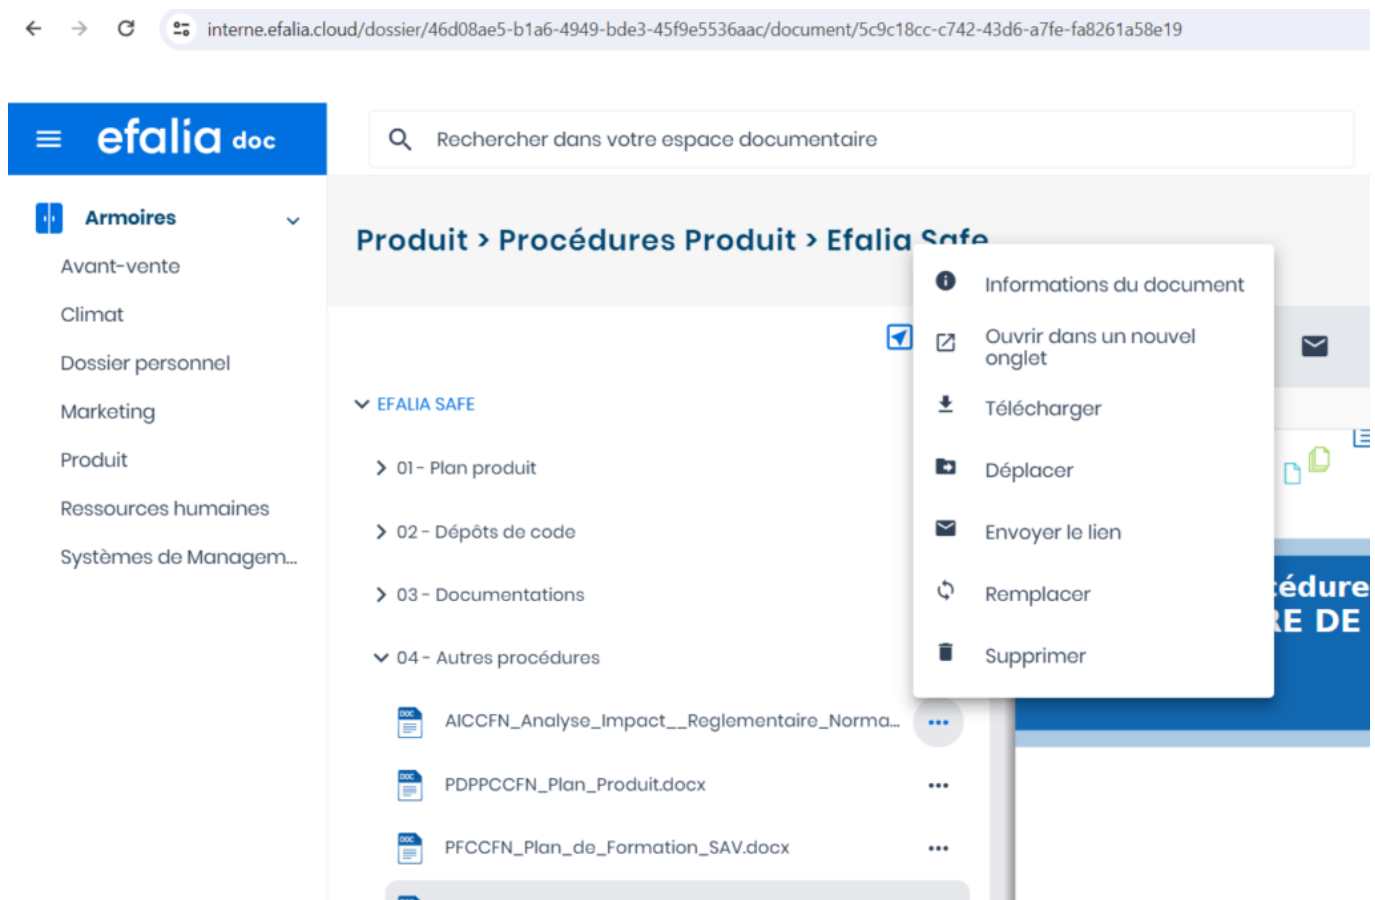 interne.efalia.cloud/dossier/46d08ae5-b1a6-4949-bde3-45f9e5536aac/document/5c9c18cc-c742-43d6-a7fe-fa8261a58e19
efalia doc
Rechercher dans votre espace documentaire
Armoires
Avant-vente
Climat
Dossier personnel
Marketing
Produit
Ressources humaines
Systèmes de Managem...
Produit > Procédures Produit > Efalia Safe
EFALIA SAFE
01 - Plan produit
02 - Dépôts de code
03 - Documentations
04 - Autres procédures
DOC AICCFN_Analyse_Impact__Reglementaire_Norma...
DOC PDPPCCFN_Plan_Produit.docx
DOC PFCCFN_Plan_de_Formation_SAV.docx
Informations du document
Ouvrir dans un nouvel
onglet
Télécharger
Déplacer
Envoyer le lien
Remplacer
Supprimer
cédure
RE DE